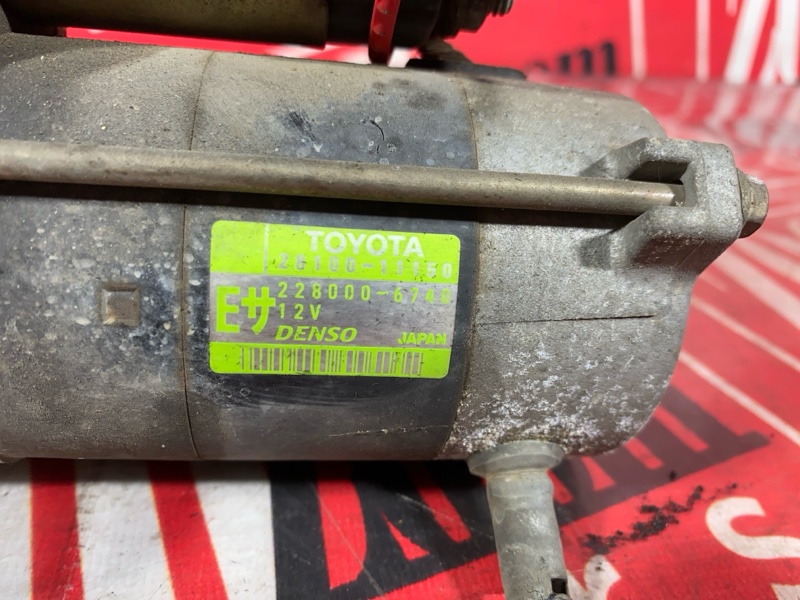 TOYOTA
28100-11150
Eサ
228000-6740
12V
DENSO JAPAN